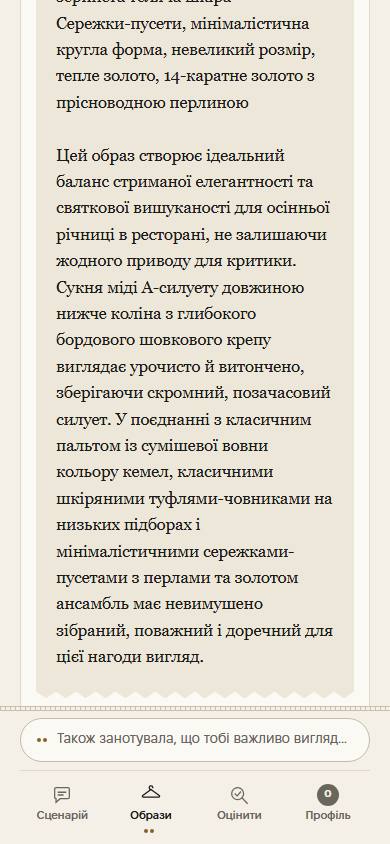 Сережки-пусети, мінімалістична
кругла форма, невеликий розмір,
тепле золото, 14-каратне золото з
прісноводною перлиною
Цей образ створює ідеальний
баланс стриманої елегантності та
святкової вишуканості для осінньої
річниці в ресторані, не залишаючи
жодного приводу для критики.
Сукня міді А-силуету довжиною
нижче коліна з глибокого
бордового шовкового крепу
виглядає урочисто й витончено,
зберігаючи скромний, позачасовий
силует. У поєднанні з класичним
пальтом із сумішевої вовни
кольору кемел, класичними
шкіряними туфлями-човниками на
низьких підборах і
мінімалістичними сережками-
пусетами з перлами та золотом
ансамбль має невимушено
зібраний, поважний і доречний для
цієї нагоди вигляд.
Також занотувала, що тобі важливо вигляд...
Сценарій
Образи
Оцінити
О
Профіль